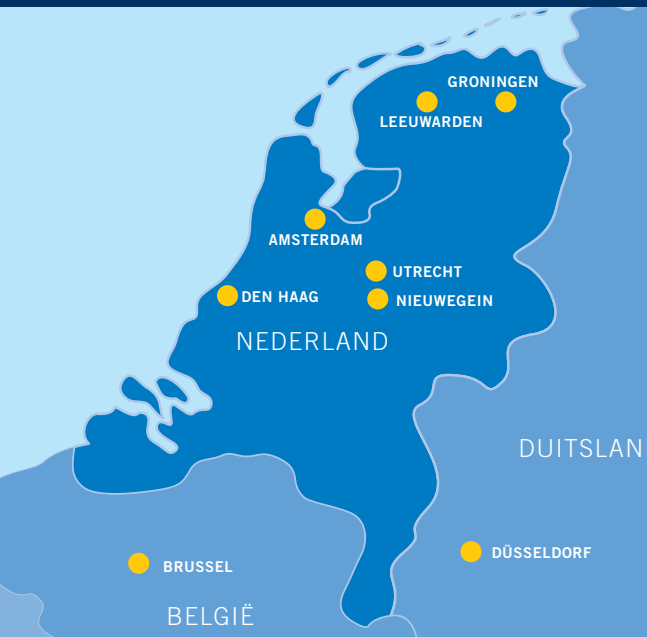 GRONINGEN
LEEUWARDEN
AMSTERDAM
UTRECHT
DEN HAAG
NIEUWEGEIN
NEDERLAND
DUITSLAN
DÜSSELDORF
BRUSSEL
BELGIË